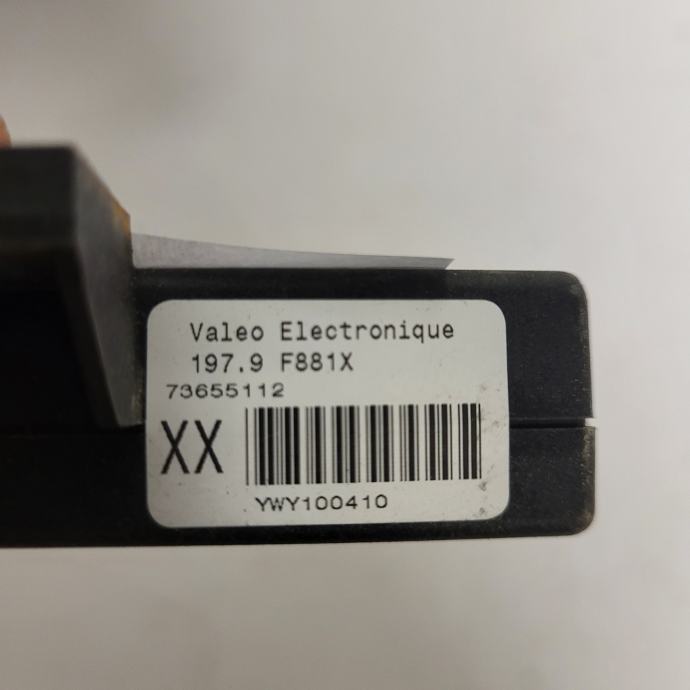 Valeo Electronique
197.9 F881X
73655112
XX
YWY100410